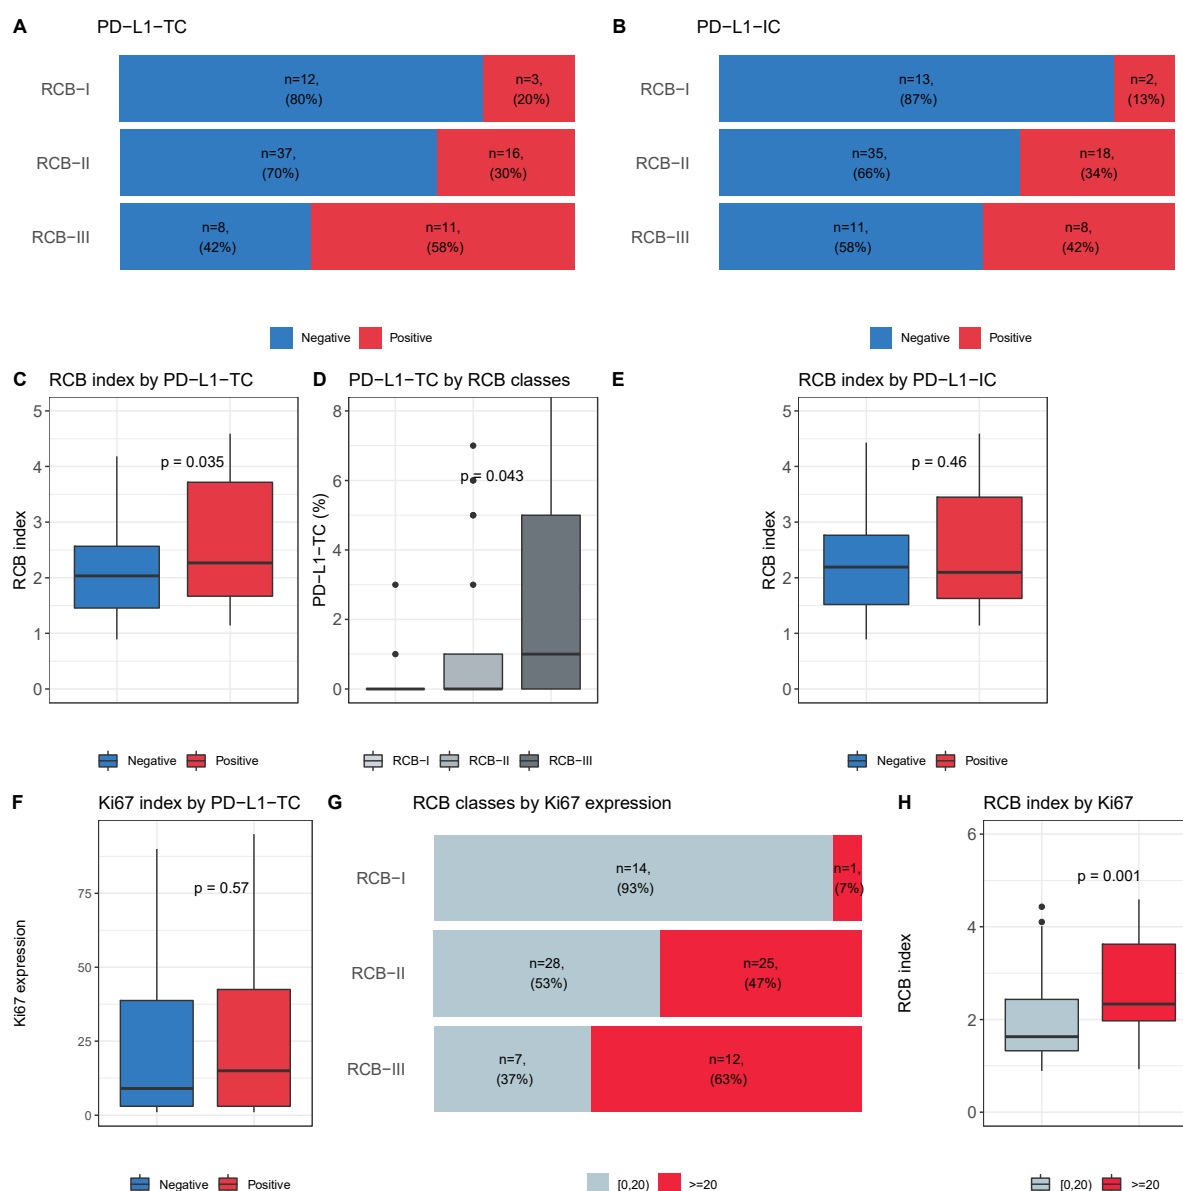 A PD−L1−TC
RCB−I
n=12,
(80%)
n=3,
(20%)
RCB−II
n=37,
(70%)
n=16,
(30%)
RCB−III
n=8,
(42%)
n=11,
(58%)
Negative Positive
B PD−L1−IC
RCB−I
n=13,
(87%)
n=2,
(13%)
RCB−II
n=35,
(66%)
n=18,
(34%)
RCB−III
n=11,
(58%)
n=8,
(42%)
Negative Positive
C RCB index by PD−L1−TC
RCB index
5
4
3
2
1
0
p = 0.035
Negative Positive
D PD−L1−TC by RCB classes
PD−L1−TC (%)
8
6
4
2
0
p = 0.043
RCB−I RCB−II RCB−III
E RCB index by PD−L1−IC
RCB index
5
4
3
2
1
0
p = 0.46
Negative Positive
F Ki67 index by PD−L1−TC
Ki67 expression
75
50
25
0
p = 0.57
Negative Positive
G RCB classes by Ki67 expression
RCB−I
n=14,
(93%)
n=1,
(7%)
RCB−II
n=28,
(53%)
n=25,
(47%)
RCB−III
n=7,
(37%)
n=12,
(63%)
[0,20) >=20
H RCB index by Ki67
RCB index
6
4
2
0
p = 0.001
[0,20) >=20